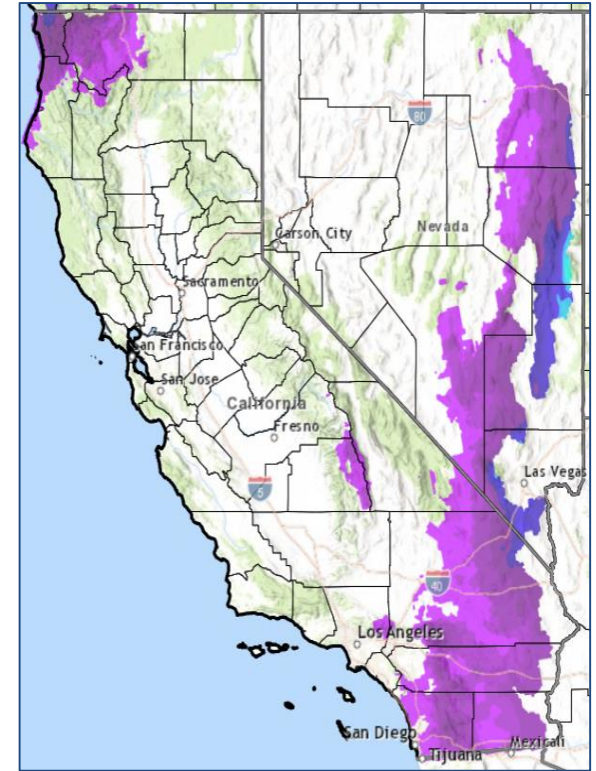 80
Nevada
Carson City
Sacramento
San Francisco
San Jose
California
Fresno
5
Las Vegas
40
Los Angeles
San Diego
Mexicali
Tijuana